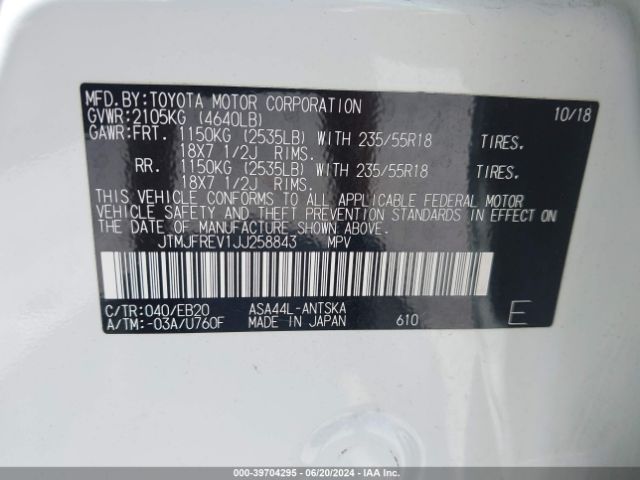 MFD.BY:TOYOTA MOTOR CORPORATION 10/18
GVWR:2105KG (4640LB)
GAWR:FRT. 1150KG (2535LB) WITH 235/55R18 TIRES.
18X7 1/2J RIMS.
RR. 1150KG (2535LB) WITH 235/55R18 TIRES.
18X7 1/2J RIMS.
THIS VEHICLE CONFORMS TO ALL APPLICABLE FEDERAL MOTOR
VEHICLE SAFETY AND THEFT PREVENTION STANDARDS IN EFFECT ON
THE DATE OF MANUFACTURE SHOWN ABOVE.
JTMJFREV1JJ258843 MPV
C/TR:040/EB20 ASA44L-ANTSKA
A/TM:-03A/U760F MADE IN JAPAN 610 E
000-39704295 - 06/20/2024 - IAAI.COM